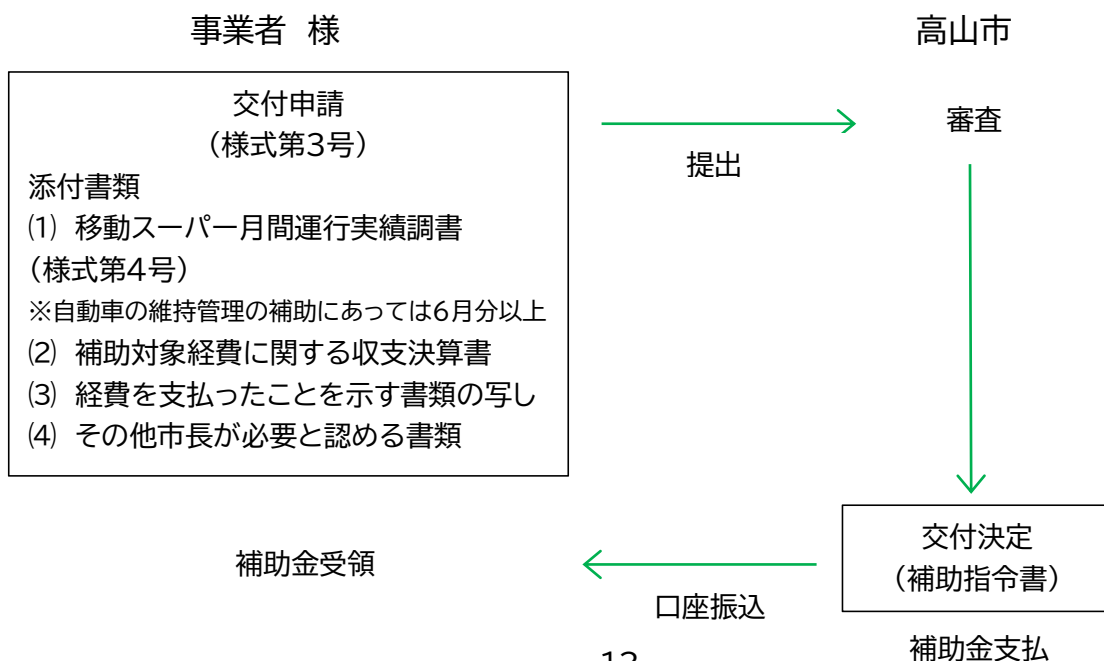 事業者 様
高山市
交付申請
（様式第3号）
添付書類
⑴ 移動スーパー月間運行実績調書
（様式第4号）
※自動車の維持管理の補助にあっては6月分以上
⑵ 補助対象経費に関する収支決算書
⑶ 経費を支払ったことを示す書類の写し
⑷ その他市長が必要と認める書類
提出
審査
交付決定
（補助指令書）
補助金受領
口座振込
補助金支払